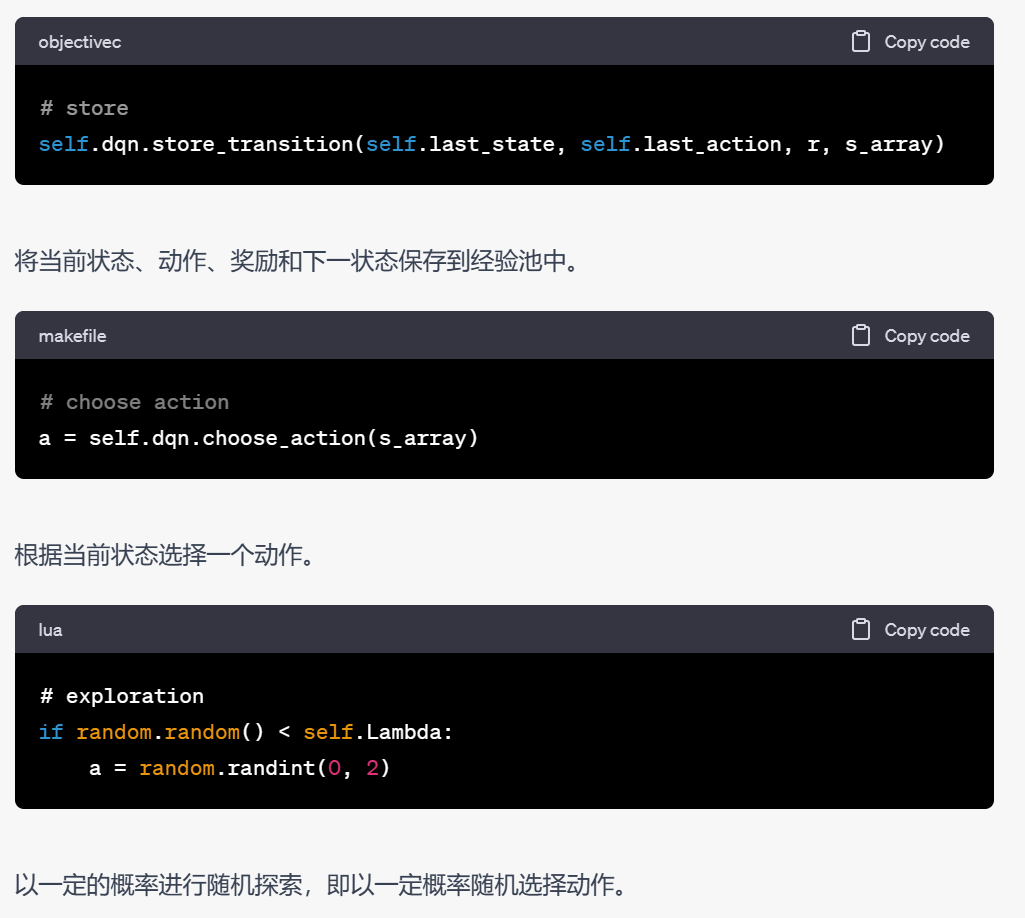 objectivec Copy code
# store
self.dqn.store_transition(self.last_state, self.last_action, r, s_array)
将当前状态、动作、奖励和下一状态保存到经验池中。
makefile Copy code
# choose action
a = self.dqn.choose_action(s_array)
根据当前状态选择一个动作。
lua Copy code
# exploration
if random.random() < self.Lambda:
    a = random.randint(0, 2)
以一定的概率进行随机探索，即以一定概率随机选择动作。